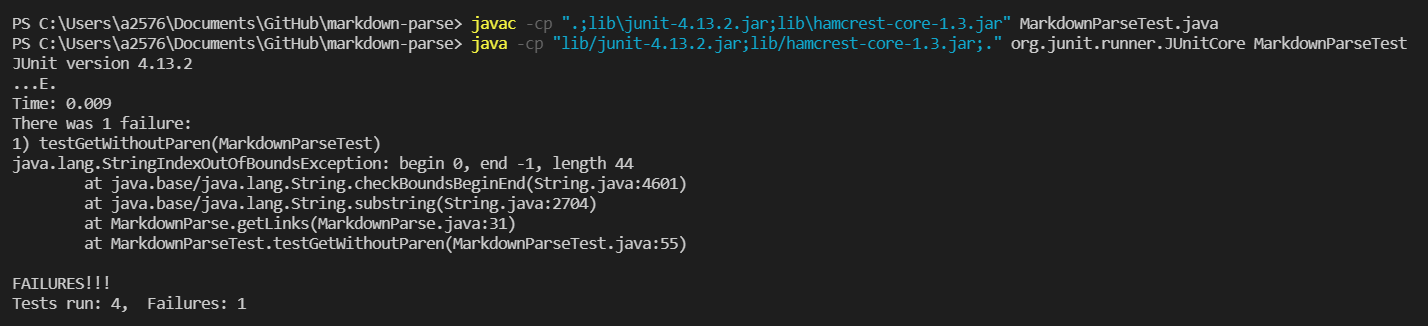 PS C:\Users\a2576\Documents\GitHub\markdown-parse> javac -cp ".;lib\junit-4.13.2.jar;lib\hamcrest-core-1.3.jar" MarkdownParseTest.java
PS C:\Users\a2576\Documents\GitHub\markdown-parse> java -cp "lib/junit-4.13.2.jar;lib/hamcrest-core-1.3.jar;." org.junit.runner.JUnitCore MarkdownParseTest
JUnit version 4.13.2
...E.
Time: 0.009
There was 1 failure:
1) testGetWithoutParen(MarkdownParseTest)
java.lang.StringIndexOutOfBoundsException: begin 0, end -1, length 44
        at java.base/java.lang.String.checkBoundsBeginEnd(String.java:4601)
        at java.base/java.lang.String.substring(String.java:2704)
        at MarkdownParse.getLinks(MarkdownParse.java:31)
        at MarkdownParseTest.testGetWithoutParen(MarkdownParseTest.java:55)

FAILURES!!!
Tests run: 4,  Failures: 1